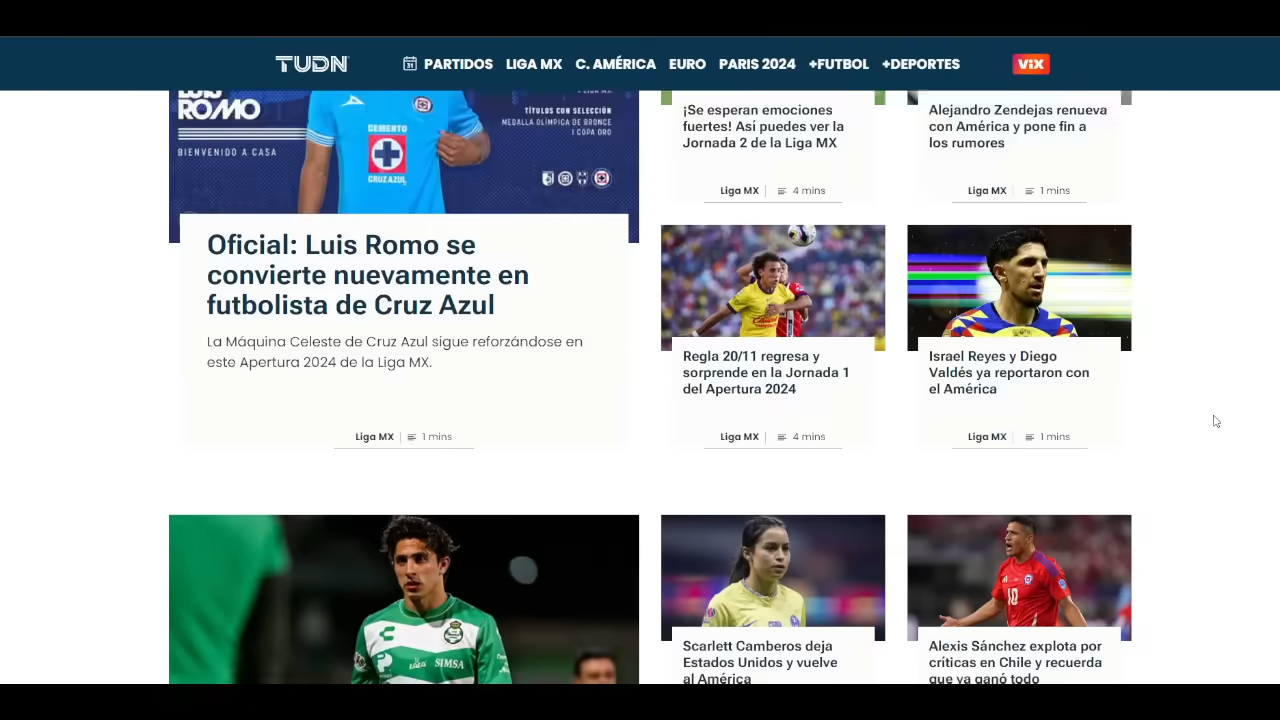 TUDN
PARTIDOS LIGA MX C. AMÉRICA EURO PARIS 2024 +FUTBOL +DEPORTES
ViX
ROMO
BIENVENIDO A CASA
TÍTULOS CON SELECCIÓN
MEDALLA OLÍMPICA DE BRONCE
1 COPA ORO
CEMENTO
CRUZ AZUL
Oficial: Luis Romo se
convierte nuevamente en
futbolista de Cruz Azul
La Máquina Celeste de Cruz Azul sigue reforzándose en
este Apertura 2024 de la Liga MX.
Liga MX 1 mins
¡Se esperan emociones
fuertes! Así puedes ver la
Jornada 2 de la Liga MX
Liga MX 4 mins
Alejandro Zendejas renueva
con América y pone fin a
los rumores
Liga MX 1 mins
Regla 20/11 regresa y
sorprende en la Jornada 1
del Apertura 2024
Liga MX 4 mins
Israel Reyes y Diego
Valdés ya reportaron con
el América
Liga MX 1 mins
SIMSA
Scarlett Camberos deja
Estados Unidos y vuelve
al América
10
Alexis Sánchez explota por
críticas en Chile y recuerda
que ya ganó todo